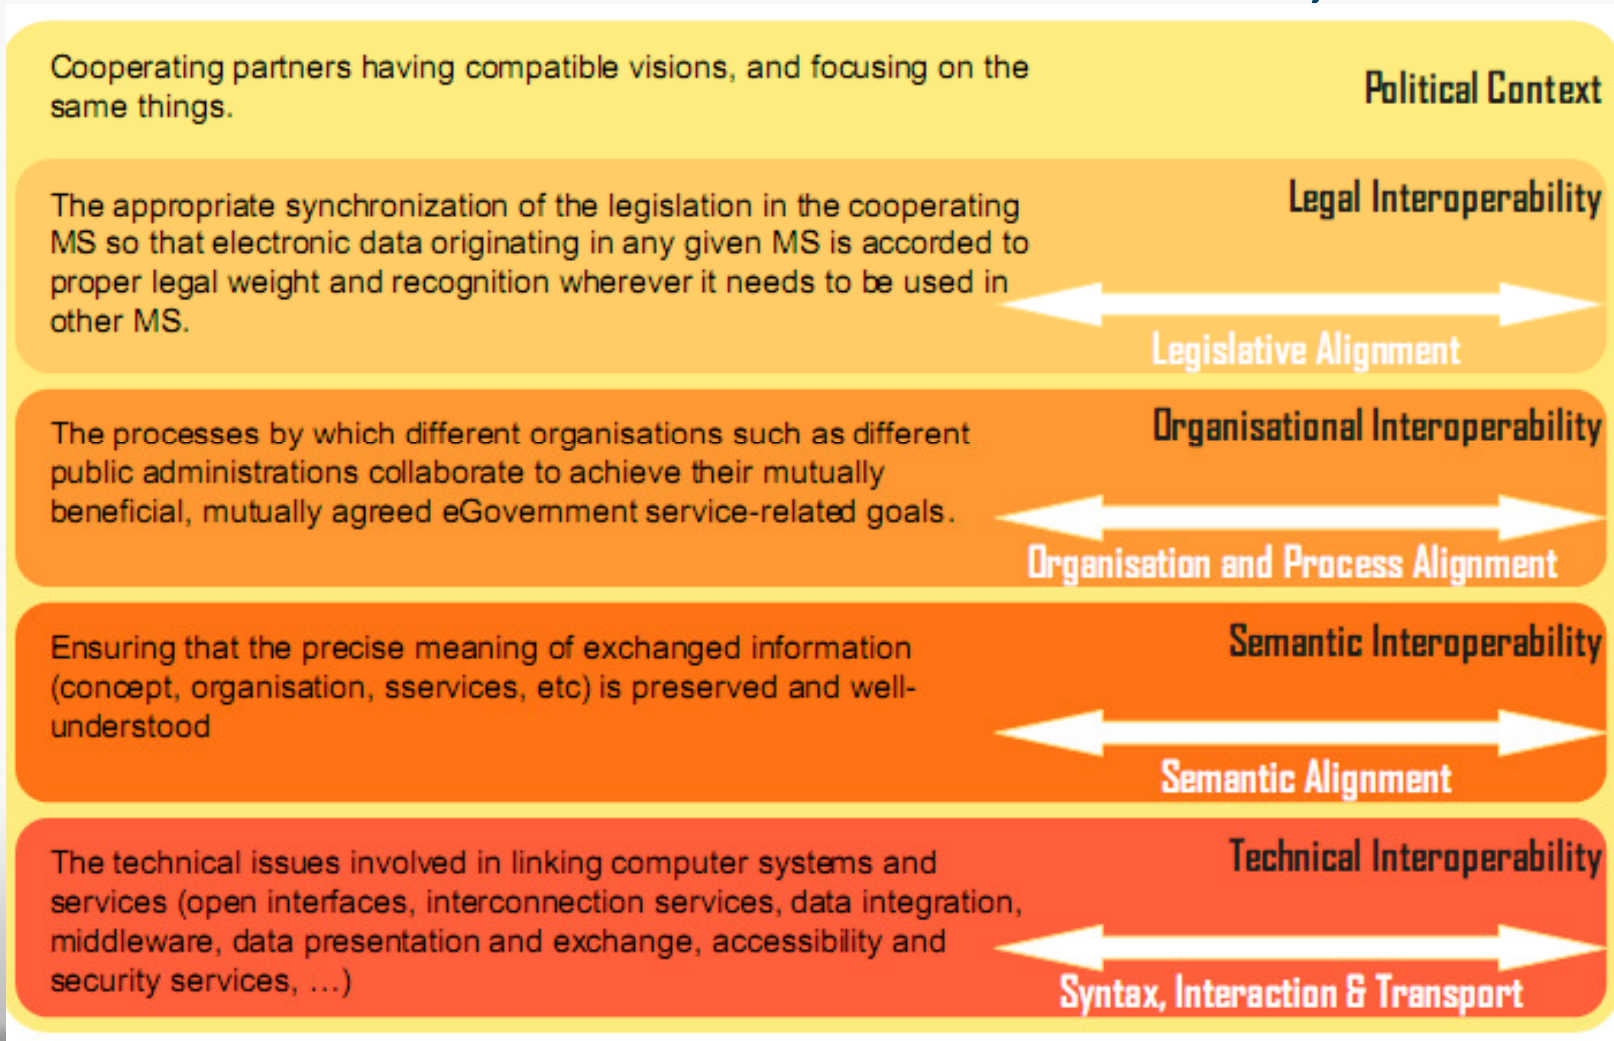 Cooperating partners having compatible visions, and focusing on the
same things.
Political Context
The appropriate synchronization of the legislation in the cooperating
MS so that electronic data originating in any given MS is accorded to
proper legal weight and recognition wherever it needs to be used in
other MS.
Legal Interoperability
Legislative Alignment
The processes by which different organisations such as different
public administrations collaborate to achieve their mutually
beneficial, mutually agreed eGovernment service-related goals.
Organisational Interoperability
Organisation and Process Alignment
Ensuring that the precise meaning of exchanged information
(concept, organisation, sservices, etc) is preserved and well-
understood
Semantic Interoperability
Semantic Alignment
The technical issues involved in linking computer systems and
services (open interfaces, interconnection services, data integration,
middleware, data presentation and exchange, accessibility and
security services, ...)
Technical Interoperability
Syntax, Interaction & Transport